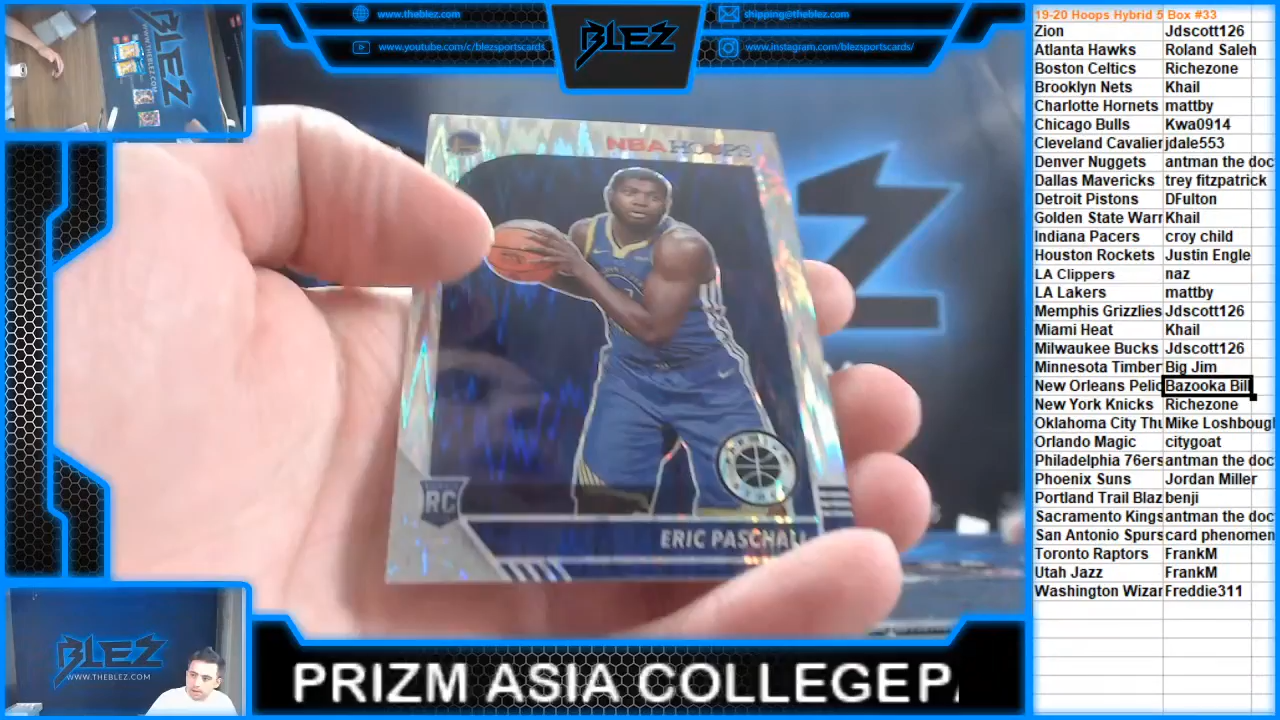 www.theblez.com
www.youtube.com/c/blezsportscards
BLEZ
shipping@theblez.com
www.instagram.com/blezsportscards/
NBA HOOPS
RC
ERIC PASCHALL
BLEZ
WWW.THEBLEZ.COM
PRIZM ASIA COLLEGE
19-20 Hoops Hybrid 5 Box #33
Zion Jdscott126
Atlanta Hawks Roland Saleh
Boston Celtics Richezone
Brooklyn Nets Khail
Charlotte Hornets mattby
Chicago Bulls Kwa0914
Cleveland Cavalier jdale553
Denver Nuggets antman the doc
Dallas Mavericks trey fitzpatrick
Detroit Pistons DFulton
Golden State Warr Khail
Indiana Pacers croy child
Houston Rockets Justin Engle
LA Clippers naz
LA Lakers mattby
Memphis Grizzlies Jdscott126
Miami Heat Khail
Milwaukee Bucks Jdscott126
Minnesota Timber Big Jim
New Orleans Pelic Bazooka Bill
New York Knicks Richezone
Oklahoma City Thu Mike Loshbough
Orlando Magic citygoat
Philadelphia 76ers antman the doc
Phoenix Suns Jordan Miller
Portland Trail Blaz benji
Sacramento Kings antman the doc
San Antonio Spurs card phenomen
Toronto Raptors FrankM
Utah Jazz FrankM
Washington Wizar Freddie311